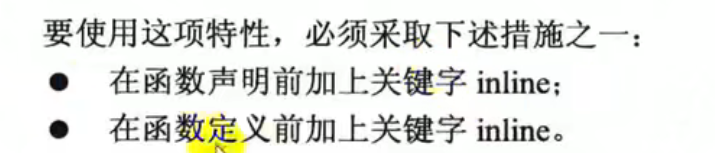 要使用这项特性，必须采取下述措施之一：
● 在函数声明前加上关键字 inline；
● 在函数定义前加上关键字 inline。